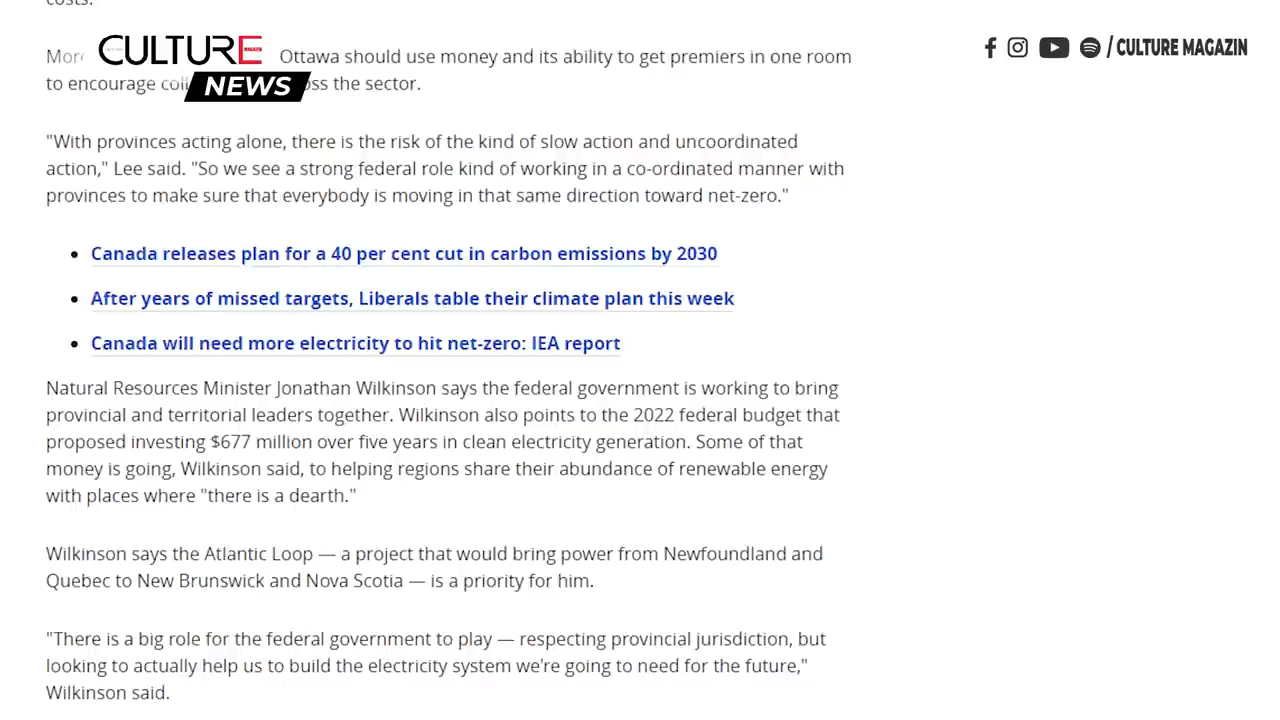 costs.
CULTURE
NEWS
/ CULTURE MAGAZIN
Ottawa should use money and its ability to get premiers in one room
to encourage the sector.
"With provinces acting alone, there is the risk of the kind of slow action and uncoordinated
action," Lee said. "So we see a strong federal role kind of working in a co-ordinated manner with
provinces to make sure that everybody is moving in that same direction toward net-zero."
• Canada releases plan for a 40 per cent cut in carbon emissions by 2030
• After years of missed targets, Liberals table their climate plan this week
• Canada will need more electricity to hit net-zero: IEA report
Natural Resources Minister Jonathan Wilkinson says the federal government is working to bring
provincial and territorial leaders together. Wilkinson also points to the 2022 federal budget that
proposed investing $677 million over five years in clean electricity generation. Some of that
money is going, Wilkinson said, to helping regions share their abundance of renewable energy
with places where "there is a dearth."
Wilkinson says the Atlantic Loop — a project that would bring power from Newfoundland and
Quebec to New Brunswick and Nova Scotia — is a priority for him.
"There is a big role for the federal government to play — respecting provincial jurisdiction, but
looking to actually help us to build the electricity system we're going to need for the future,"
Wilkinson said.